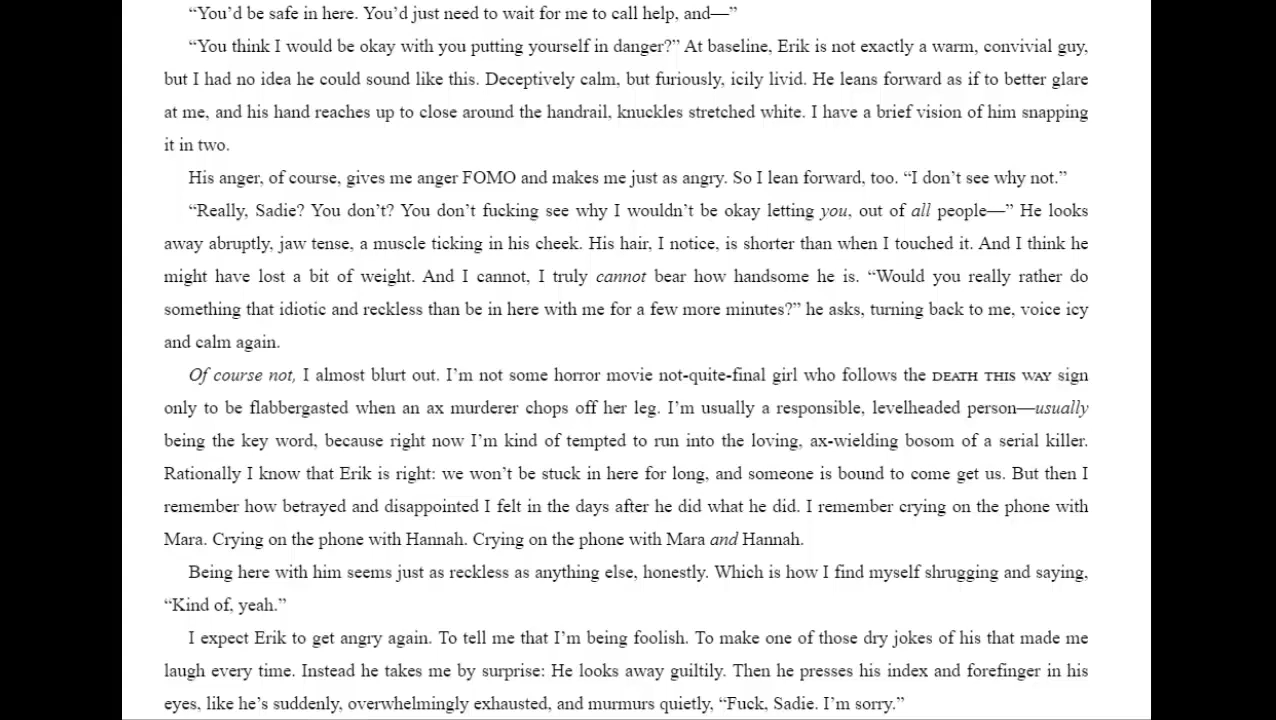 “You’d be safe in here. You’d just need to wait for me to call help, and—”
“You think I would be okay with you putting yourself in danger?” At baseline, Erik is not exactly a warm, convivial guy,
but I had no idea he could sound like this. Deceptively calm, but furiously, icily livid. He leans forward as if to better glare
at me, and his hand reaches up to close around the handrail, knuckles stretched white. I have a brief vision of him snapping
it in two.
His anger, of course, gives me anger FOMO and makes me just as angry. So I lean forward, too. “I don’t see why not.”
“Really, Sadie? You don’t? You don’t fucking see why I wouldn’t be okay letting you, out of all people—” He looks
away abruptly, jaw tense, a muscle ticking in his cheek. His hair, I notice, is shorter than when I touched it. And I think he
might have lost a bit of weight. And I cannot, I truly cannot bear how handsome he is. “Would you really rather do
something that idiotic and reckless than be in here with me for a few more minutes?” he asks, turning back to me, voice icy
and calm again.
Of course not, I almost blurt out. I’m not some horror movie not-quite-final girl who follows the DEATH THIS WAY sign
only to be flabbergasted when an ax murderer chops off her leg. I’m usually a responsible, levelheaded person—usually
being the key word, because right now I’m kind of tempted to run into the loving, ax-wielding bosom of a serial killer.
Rationally I know that Erik is right: we won’t be stuck in here for long, and someone is bound to come get us. But then I
remember how betrayed and disappointed I felt in the days after he did what he did. I remember crying on the phone with
Mara. Crying on the phone with Hannah. Crying on the phone with Mara and Hannah.
Being here with him seems just as reckless as anything else, honestly. Which is how I find myself shrugging and saying,
“Kind of, yeah.”
I expect Erik to get angry again. To tell me that I’m being foolish. To make one of those dry jokes of his that made me
laugh every time. Instead he takes me by surprise: He looks away guiltily. Then he presses his index and forefinger in his
eyes, like he’s suddenly, overwhelmingly exhausted, and murmurs quietly, “Fuck, Sadie. I’m sorry.”